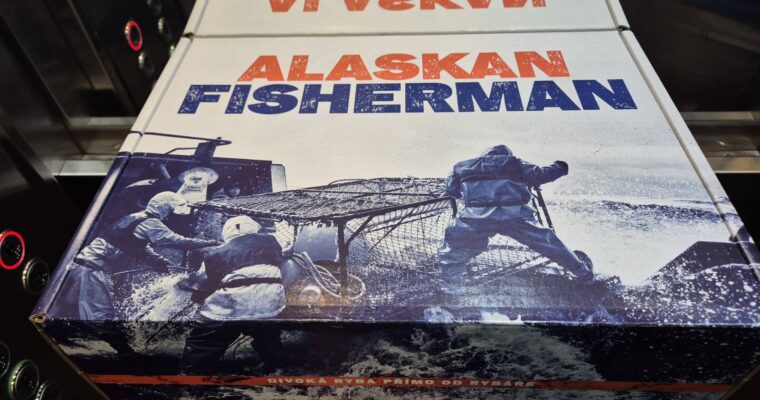 ALASKAN
FISHERMAN
DIVOKÁ RYBA PŘÍMO OD RYBÁŘE